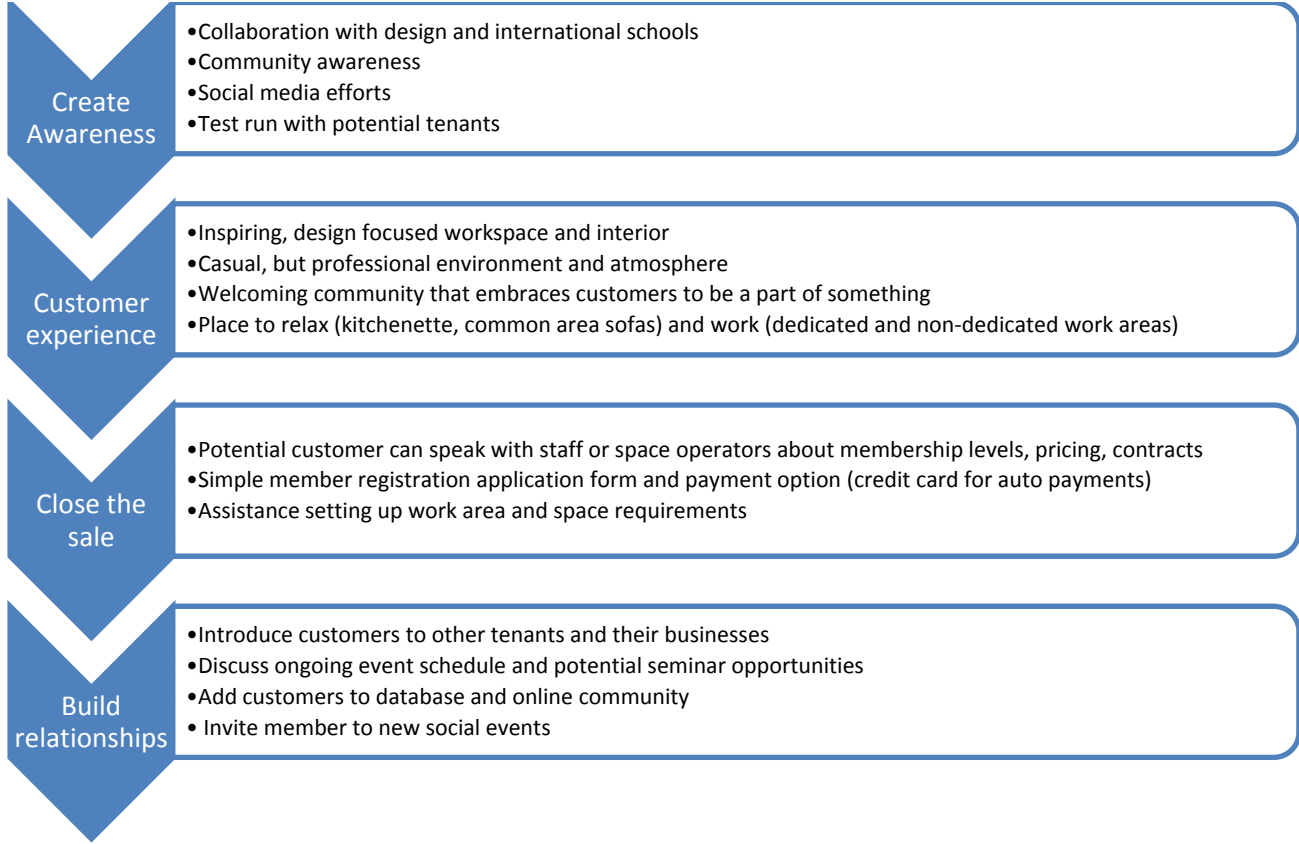 Create
Awareness
•Collaboration with design and international schools
•Community awareness
•Social media efforts
•Test run with potential tenants
Customer
experience
•Inspiring, design focused workspace and interior
•Casual, but professional environment and atmosphere
•Welcoming community that embraces customers to be a part of something
•Place to relax (kitchenette, common area sofas) and work (dedicated and non-dedicated work areas)
Close the
sale
•Potential customer can speak with staff or space operators about membership levels, pricing, contracts
•Simple member registration application form and payment option (credit card for auto payments)
•Assistance setting up work area and space requirements
Build
relationships
•Introduce customers to other tenants and their businesses
•Discuss ongoing event schedule and potential seminar opportunities
•Add customers to database and online community
• Invite member to new social events